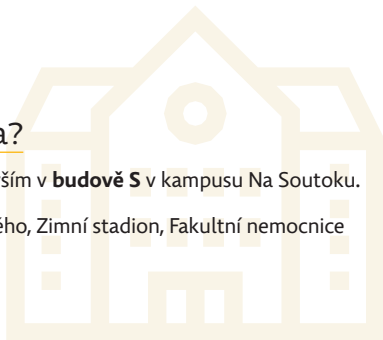 a?
ším v budově S v kampusu Na Soutoku.
ého, Zimní stadion, Fakultní nemocnice